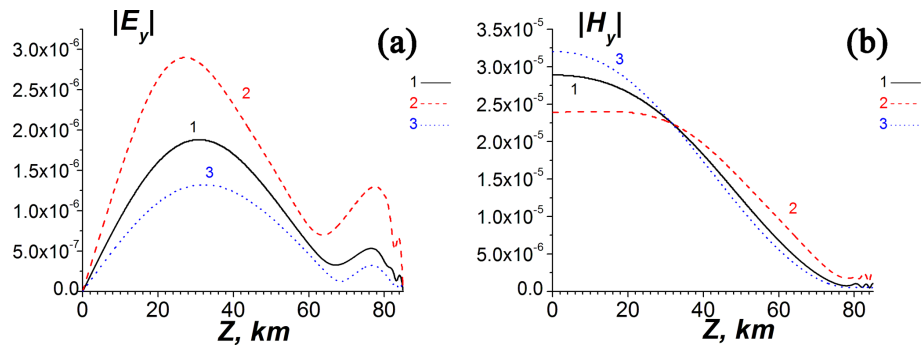 |E_y|
(a)
3.0x10^-6
2.5x10^-6
2.0x10^-6
1.5x10^-6
1.0x10^-6
5.0x10^-7
0.0
0 20 40 60 80
Z, km
1
2
3
1
2
3
|H_y|
(b)
3.5x10^-5
3.0x10^-5
2.5x10^-5
2.0x10^-5
1.5x10^-5
1.0x10^-5
5.0x10^-6
0.0
0 20 40 60 80
Z, km
3
1
2
1
2
3